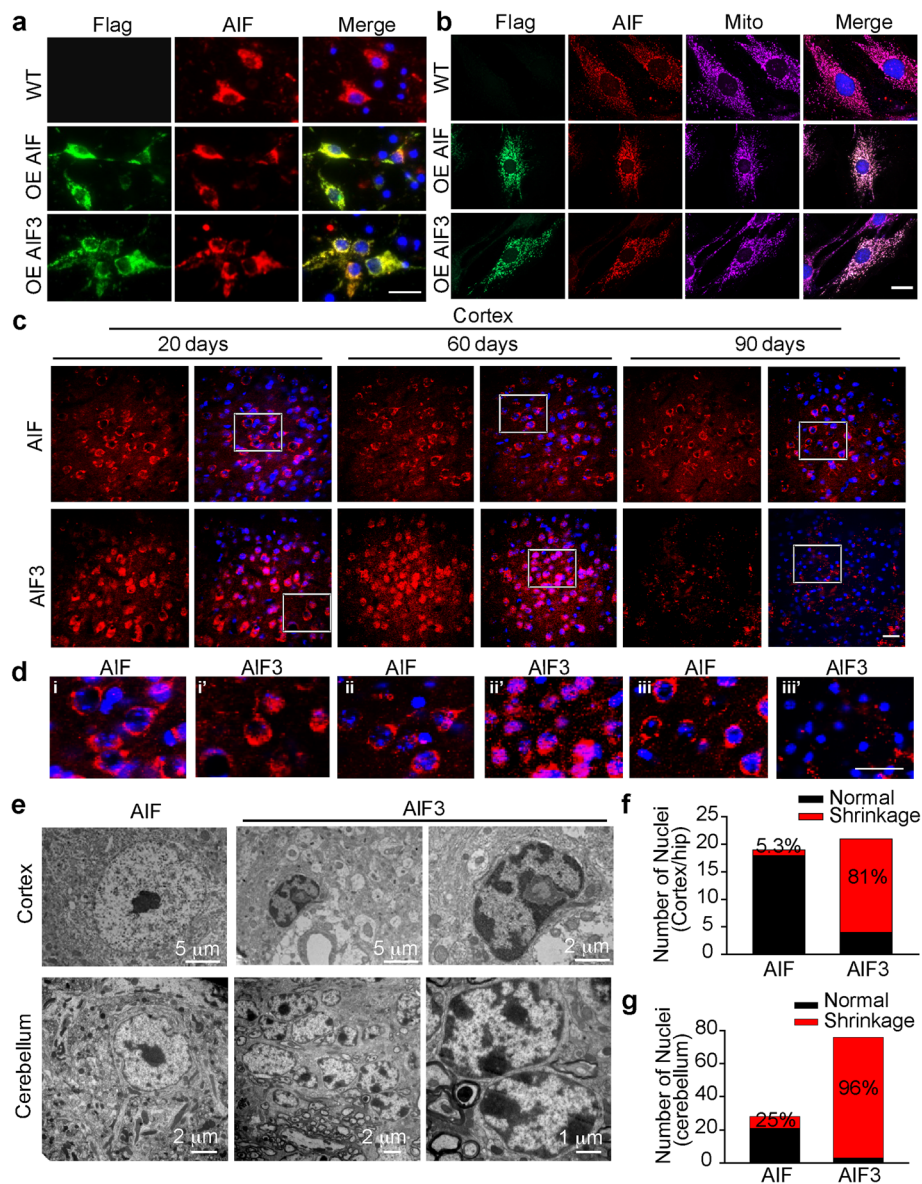 a
Flag AIF Merge
WT
OE AIF
OE AIF3
b
Flag AIF Mito Merge
WT
OE AIF
OE AIF3
c
Cortex
20 days 60 days 90 days
AIF
AIF3
d
AIF AIF3 AIF AIF3 AIF AIF3
i i' ii ii' iii iii'
e
AIF AIF3
Cortex
5 μm 5 μm 2 μm
Cerebellum
2 μm 2 μm 1 μm
f
Normal
Shrinkage
Number of Nuclei
(Cortex/hip)
25
20
15
10
5
0
5.3%
81%
AIF AIF3
g
Normal
Shrinkage
Number of Nuclei
(cerebellum)
80
60
40
20
0
25%
96%
AIF AIF3